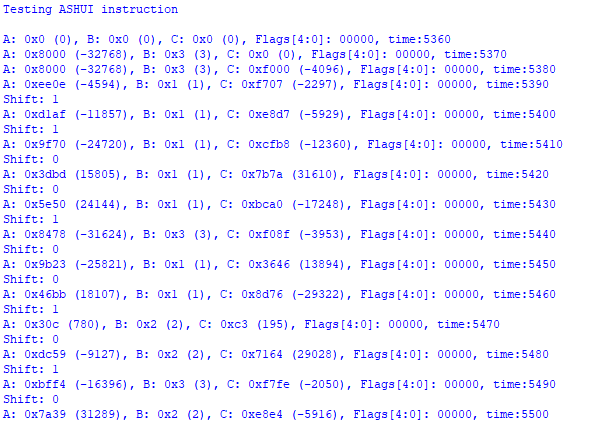 Testing ASHUI instruction
A: 0x0 (0), B: 0x0 (0), C: 0x0 (0), Flags[4:0]: 00000, time:5360
A: 0x8000 (-32768), B: 0x3 (3), C: 0x0 (0), Flags[4:0]: 00000, time:5370
A: 0x8000 (-32768), B: 0x3 (3), C: 0xf000 (-4096), Flags[4:0]: 00000, time:5380
A: 0xee0e (-4594), B: 0x1 (1), C: 0xf707 (-2297), Flags[4:0]: 00000, time:5390
Shift: 1
A: 0xd1af (-11857), B: 0x1 (1), C: 0xe8d7 (-5929), Flags[4:0]: 00000, time:5400
Shift: 1
A: 0x9f70 (-24720), B: 0x1 (1), C: 0xcfb8 (-12360), Flags[4:0]: 00000, time:5410
Shift: 0
A: 0x3dbd (15805), B: 0x1 (1), C: 0x7b7a (31610), Flags[4:0]: 00000, time:5420
Shift: 0
A: 0x5e50 (24144), B: 0x1 (1), C: 0xbca0 (-17248), Flags[4:0]: 00000, time:5430
Shift: 1
A: 0x8478 (-31624), B: 0x3 (3), C: 0xf08f (-3953), Flags[4:0]: 00000, time:5440
Shift: 0
A: 0x9b23 (-25821), B: 0x1 (1), C: 0x3646 (13894), Flags[4:0]: 00000, time:5450
Shift: 0
A: 0x46bb (18107), B: 0x1 (1), C: 0x8d76 (-29322), Flags[4:0]: 00000, time:5460
Shift: 1
A: 0x30c (780), B: 0x2 (2), C: 0xc3 (195), Flags[4:0]: 00000, time:5470
Shift: 0
A: 0xdc59 (-9127), B: 0x2 (2), C: 0x7164 (29028), Flags[4:0]: 00000, time:5480
Shift: 1
A: 0xbff4 (-16396), B: 0x3 (3), C: 0xf7fe (-2050), Flags[4:0]: 00000, time:5490
Shift: 0
A: 0x7a39 (31289), B: 0x2 (2), C: 0xe8e4 (-5916), Flags[4:0]: 00000, time:5500